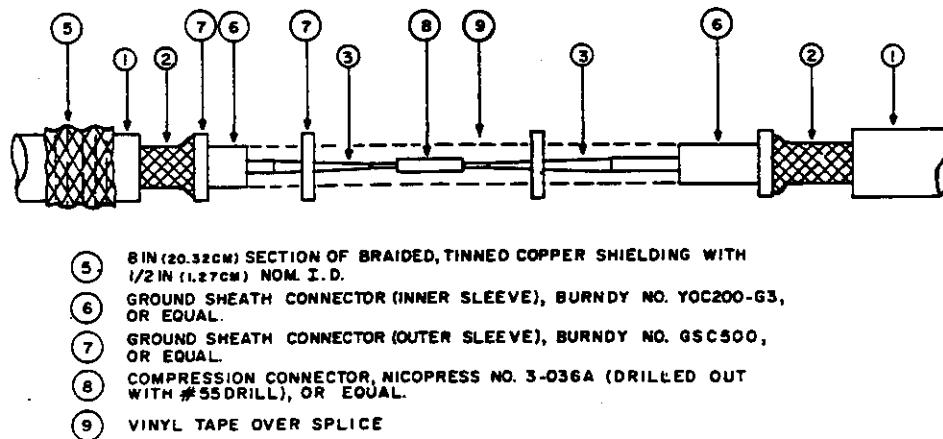 5 7 6 7 8 9 6
1 2 3 3 2 1
5 8 IN (20.32CM) SECTION OF BRAIDED, TINNED COPPER SHIELDING WITH
1/2 IN (1.27CM) NOM. I.D.
6 GROUND SHEATH CONNECTOR (INNER SLEEVE), BURNDY NO. YOC200-G3,
OR EQUAL.
7 GROUND SHEATH CONNECTOR (OUTER SLEEVE), BURNDY NO. GSC500,
OR EQUAL.
8 COMPRESSION CONNECTOR, NICOPRESS NO. 3-036A (DRILLED OUT
WITH #55 DRILL), OR EQUAL.
9 VINYL TAPE OVER SPLICE